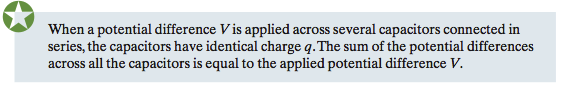 When a potential difference V is applied across several capacitors connected in
series, the capacitors have identical charge q. The sum of the potential differences
across all the capacitors is equal to the applied potential difference V.